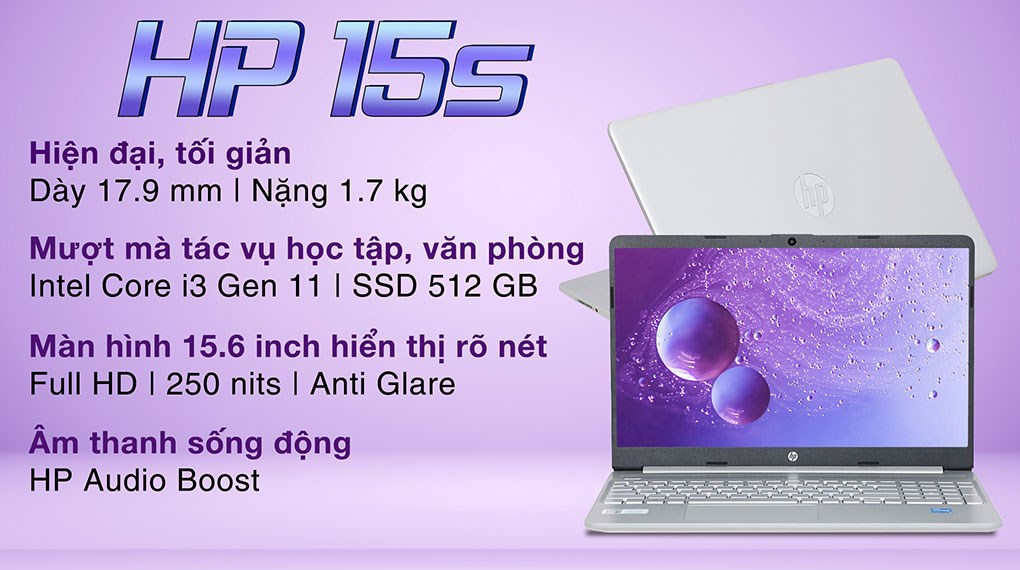 HP 15s
Hiện đại, tối giản
Dày 17.9 mm | Nặng 1.7 kg
Mượt mà tác vụ học tập, văn phòng
Intel Core i3 Gen 11 | SSD 512 GB
Màn hình 15.6 inch hiển thị rõ nét
Full HD | 250 nits | Anti Glare
Âm thanh sống động
HP Audio Boost
hp
hp